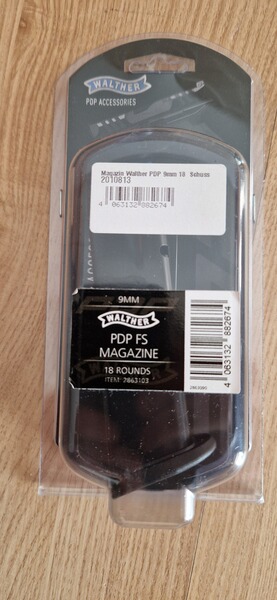 WALTHER
PDP ACCESSORIES
Magazin Walther PDP 9mm 18 Schuss
2010813
4 063132 882674
9MM
WALTHER
PDP FS
MAGAZINE
18 ROUNDS
ITEM: 2863103
4 063132 882674